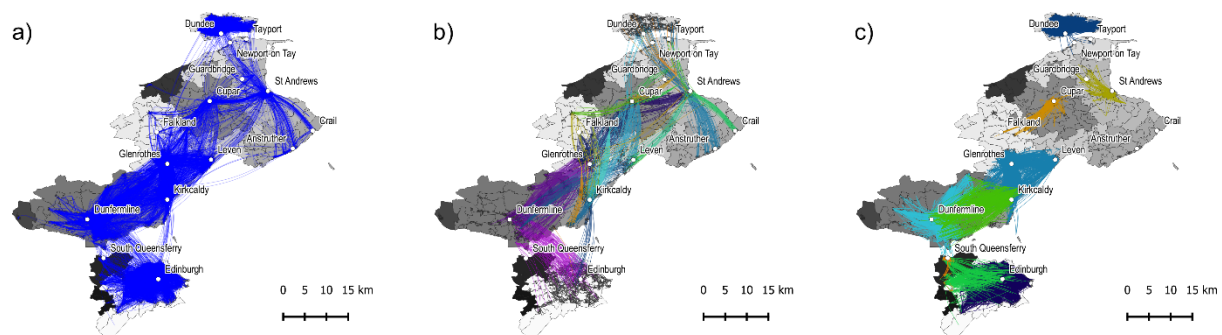 a)
Dundee
Tayport
Newport on Tay
Guardbridge
St Andrews
Cupar
Falkland
Crail
Anstruther
Glenrothes
Leven
Kirkcaldy
Dunfermline
South Queensferry
Edinburgh
0 5 10 15 km
b)
Dundee
Tayport
Newport on Tay
Guardbridge
St Andrews
Cupar
Falkland
Crail
Anstruther
Glenrothes
Leven
Kirkcaldy
Dunfermline
South Queensferry
Edinburgh
0 5 10 15 km
c)
Dundee
Tayport
Newport on Tay
Guardbridge
St Andrews
Cupar
Falkland
Crail
Anstruther
Glenrothes
Leven
Kirkcaldy
Dunfermline
South Queensferry
Edinburgh
0 5 10 15 km